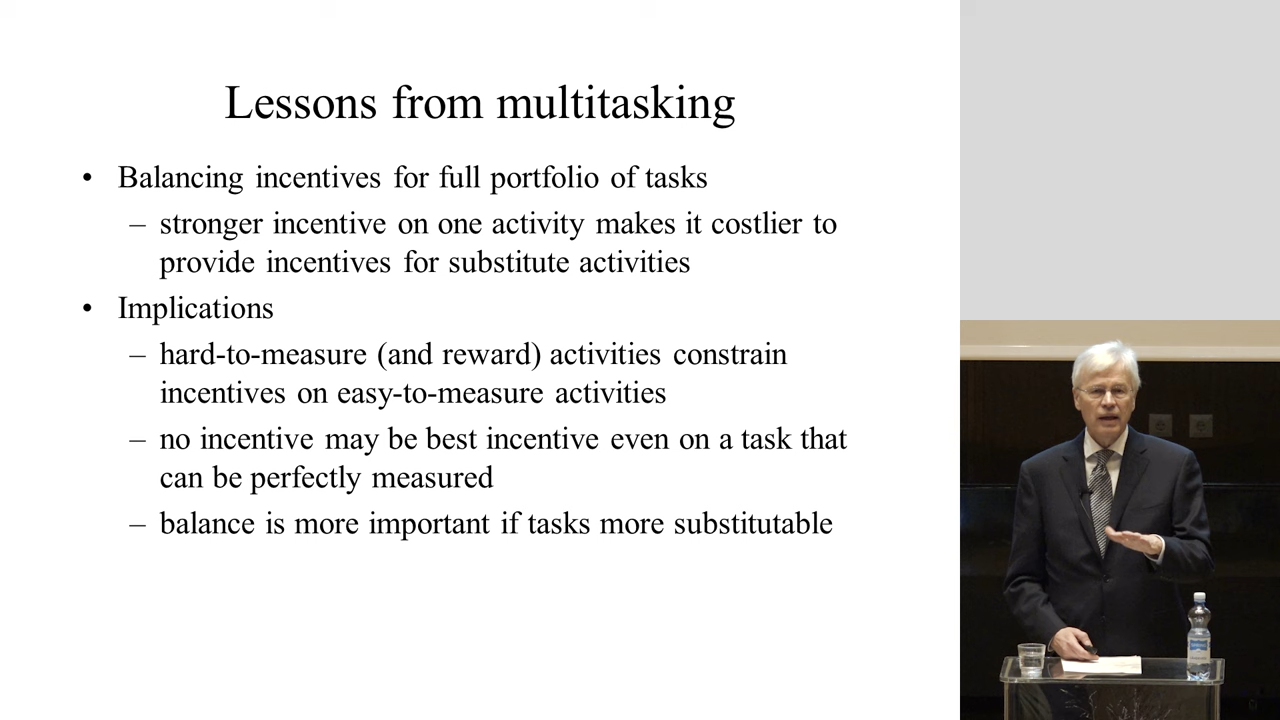 Lessons from multitasking
• Balancing incentives for full portfolio of tasks
– stronger incentive on one activity makes it costlier to
provide incentives for substitute activities
• Implications
– hard-to-measure (and reward) activities constrain
incentives on easy-to-measure activities
– no incentive may be best incentive even on a task that
can be perfectly measured
– balance is more important if tasks more substitutable